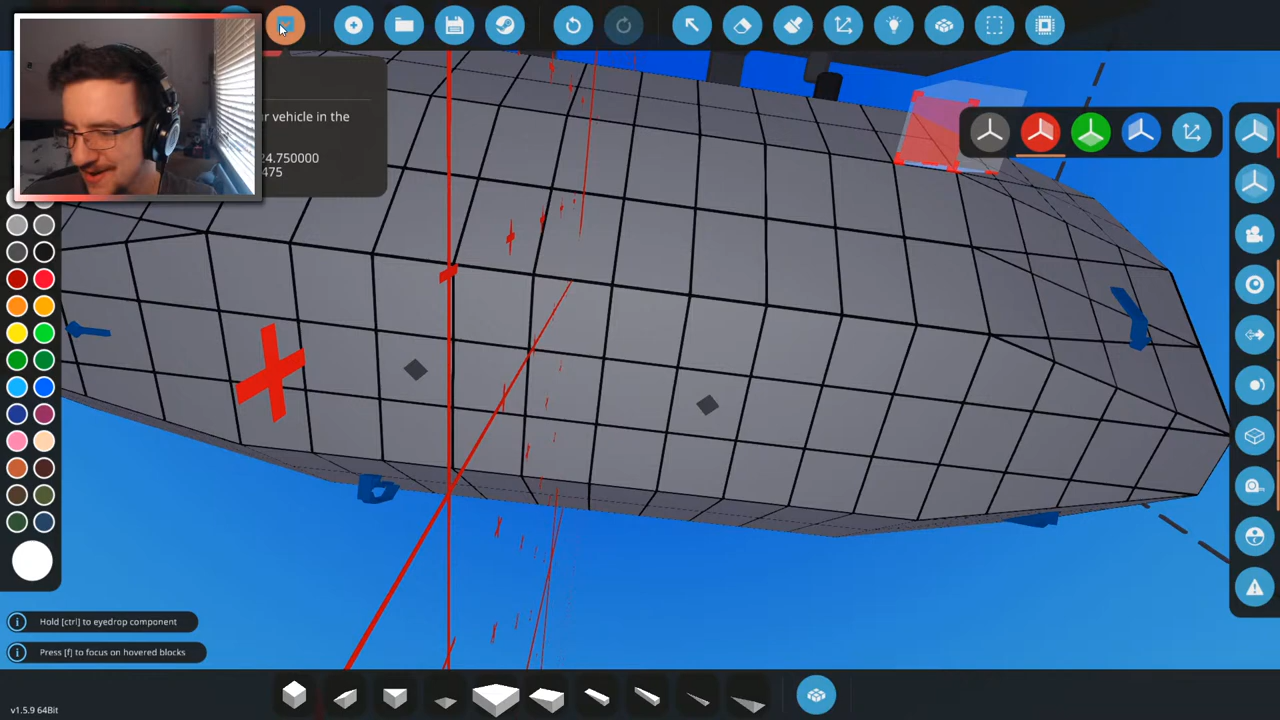 ur vehicle in the
24.750000
475
Hold [ctrl] to eyedrop component
Press [f] to focus on hovered blocks
v1.5.9 64Bit